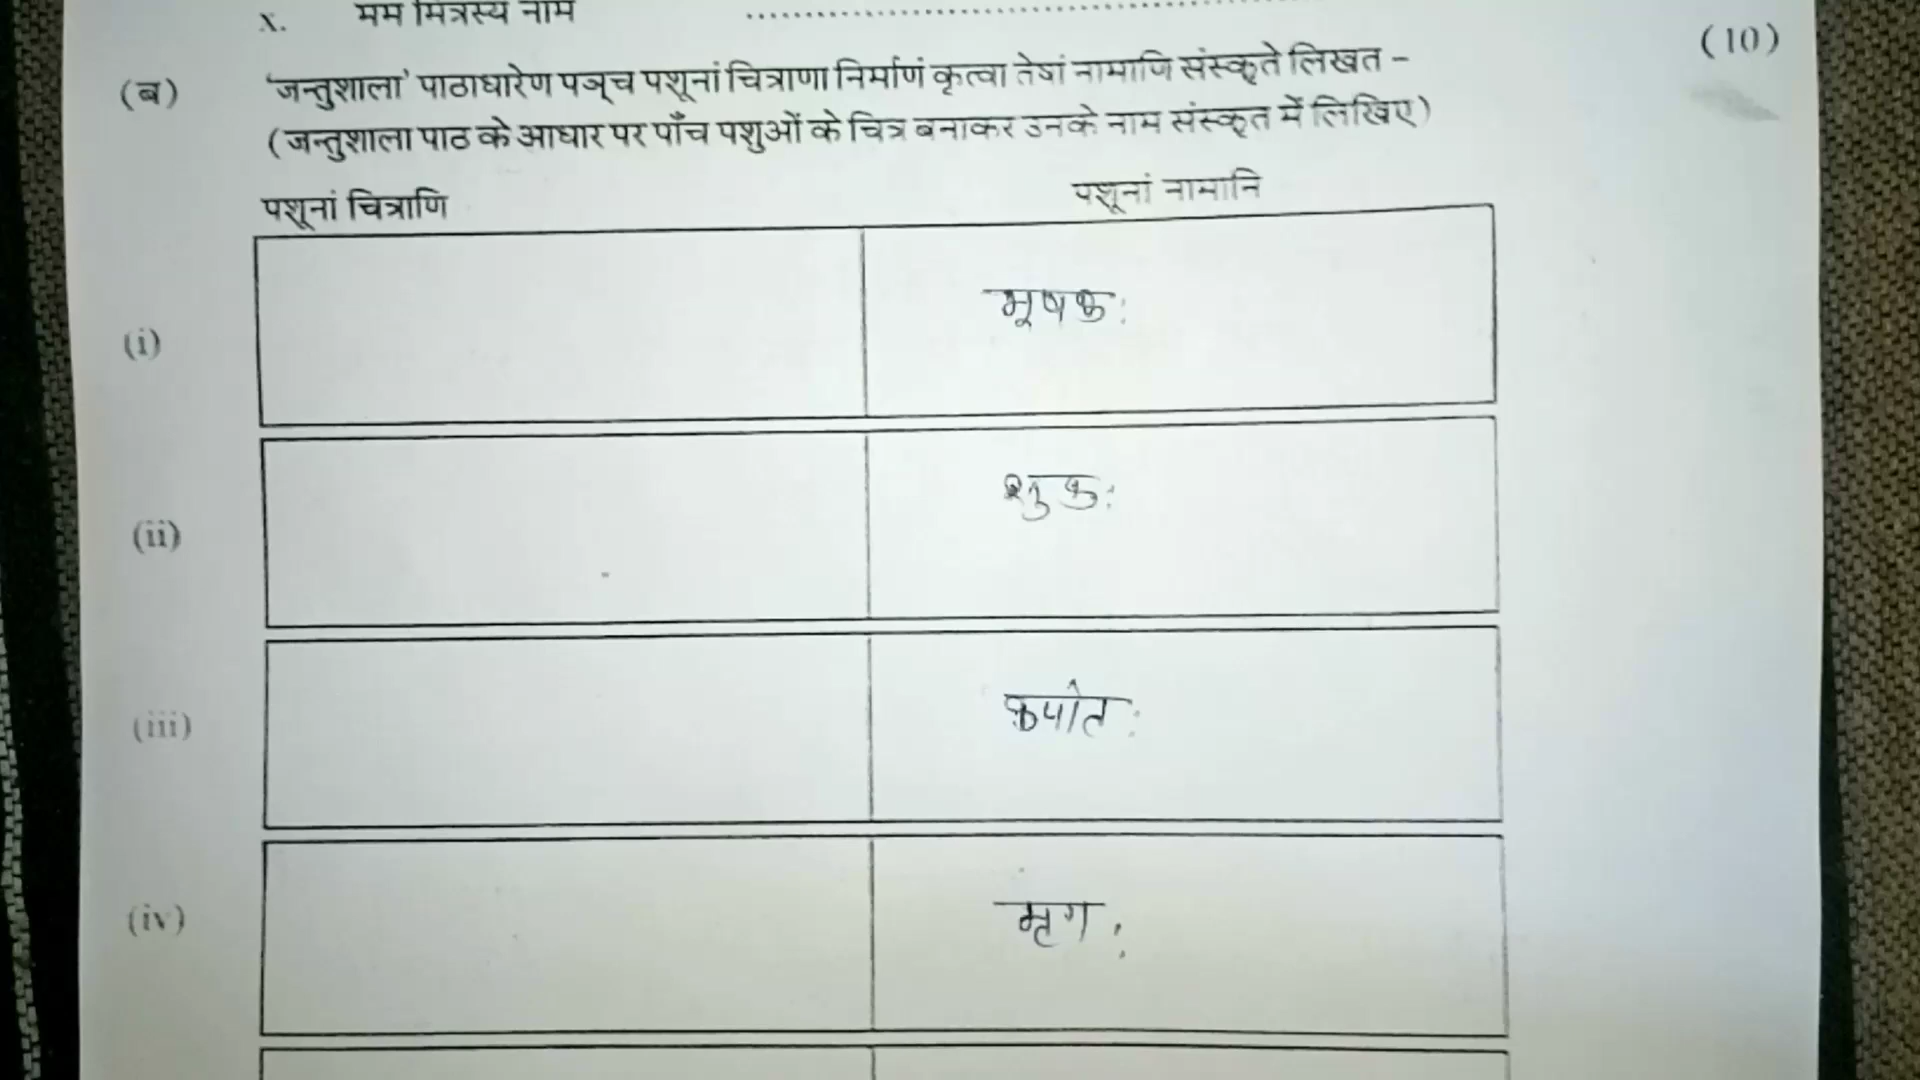 x. मम मित्रस्य नाम ................................................
(ब) 'जन्तुशाला' पाठाधारेण पञ्च पशूनां चित्राणा निर्माणं कृत्वा तेषां नामाणि संस्कृते लिखत – (10)
(जन्तुशाला पाठ के आधार पर पाँच पशुओं के चित्र बनाकर उनके नाम संस्कृत में लिखिए)
पशूनां चित्राणि पशूनां नामानि
(i) मूषकः
(ii) शुकः
(iii) कपोतः
(iv) मृगः